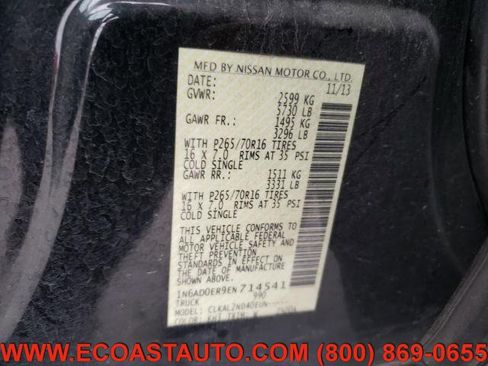 MFD BY NISSAN MOTOR CO., LTD.
DATE: 11/13
GVWR: 2599 KG
5730 LB
GAWR FR.: 1495 KG
3296 LB
WITH P265/70R16 TIRES
16 X 7.0 RIMS AT 35 PSI
COLD SINGLE
GAWR RR.: 1511 KG
3331 LB
WITH P265/70R16 TIRES
16 X 7.0 RIMS AT 35 PSI
COLD SINGLE
THIS VEHICLE CONFORMS TO
ALL APPLICABLE FEDERAL
MOTOR VEHICLE SAFETY AND
THEFT PREVENTION
STANDARDS IN EFFECT ON
THE DATE OF MANUFACTURE
SHOWN ABOVE.
1N6AD0ER9EN714541
TRUCK 990
MODEL:
WWW.ECOASTAUTO.COM (800) 869-0655